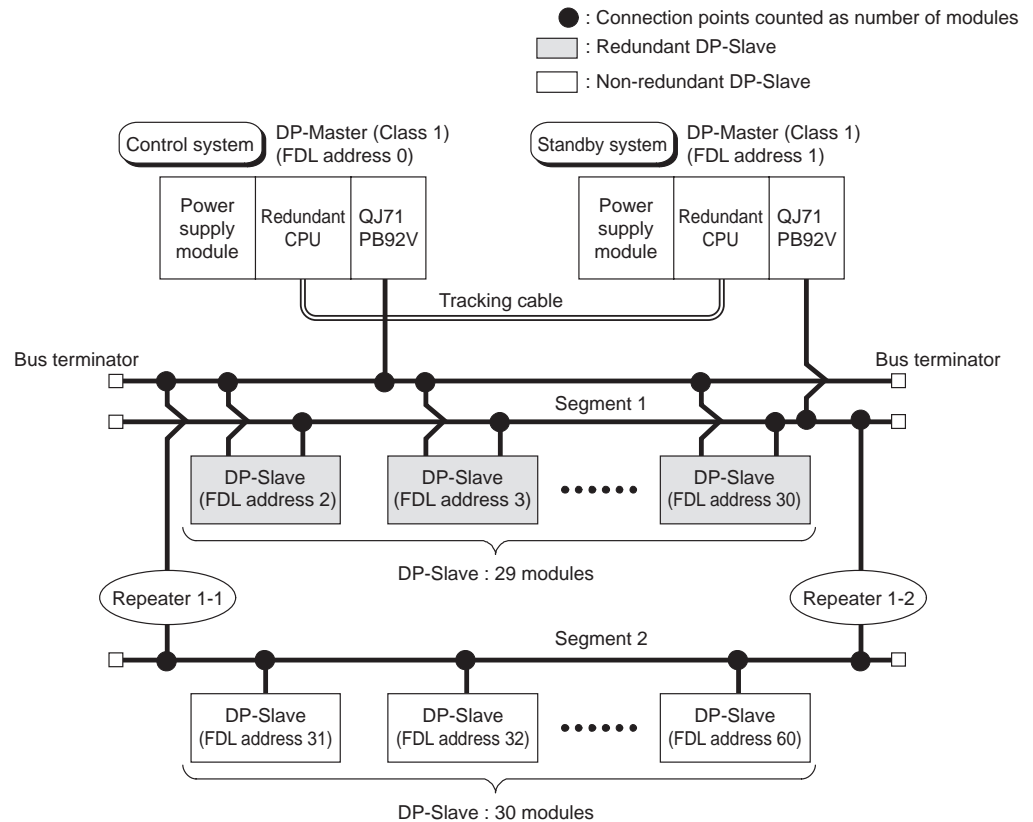 : Connection points counted as number of modules
: Redundant DP-Slave
: Non-redundant DP-Slave
Control system
DP-Master (Class 1)
(FDL address 0)
Standby system
DP-Master (Class 1)
(FDL address 1)
Power
supply
module
Redundant
CPU
QJ71
PB92V
Power
supply
module
Redundant
CPU
QJ71
PB92V
Tracking cable
Bus terminator
Bus terminator
Segment 1
DP-Slave
(FDL address 2)
DP-Slave
(FDL address 3)
DP-Slave
(FDL address 30)
DP-Slave : 29 modules
Repeater 1-1
Repeater 1-2
Segment 2
DP-Slave
(FDL address 31)
DP-Slave
(FDL address 32)
DP-Slave
(FDL address 60)
DP-Slave : 30 modules